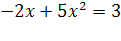 −2x + 5x² = 3